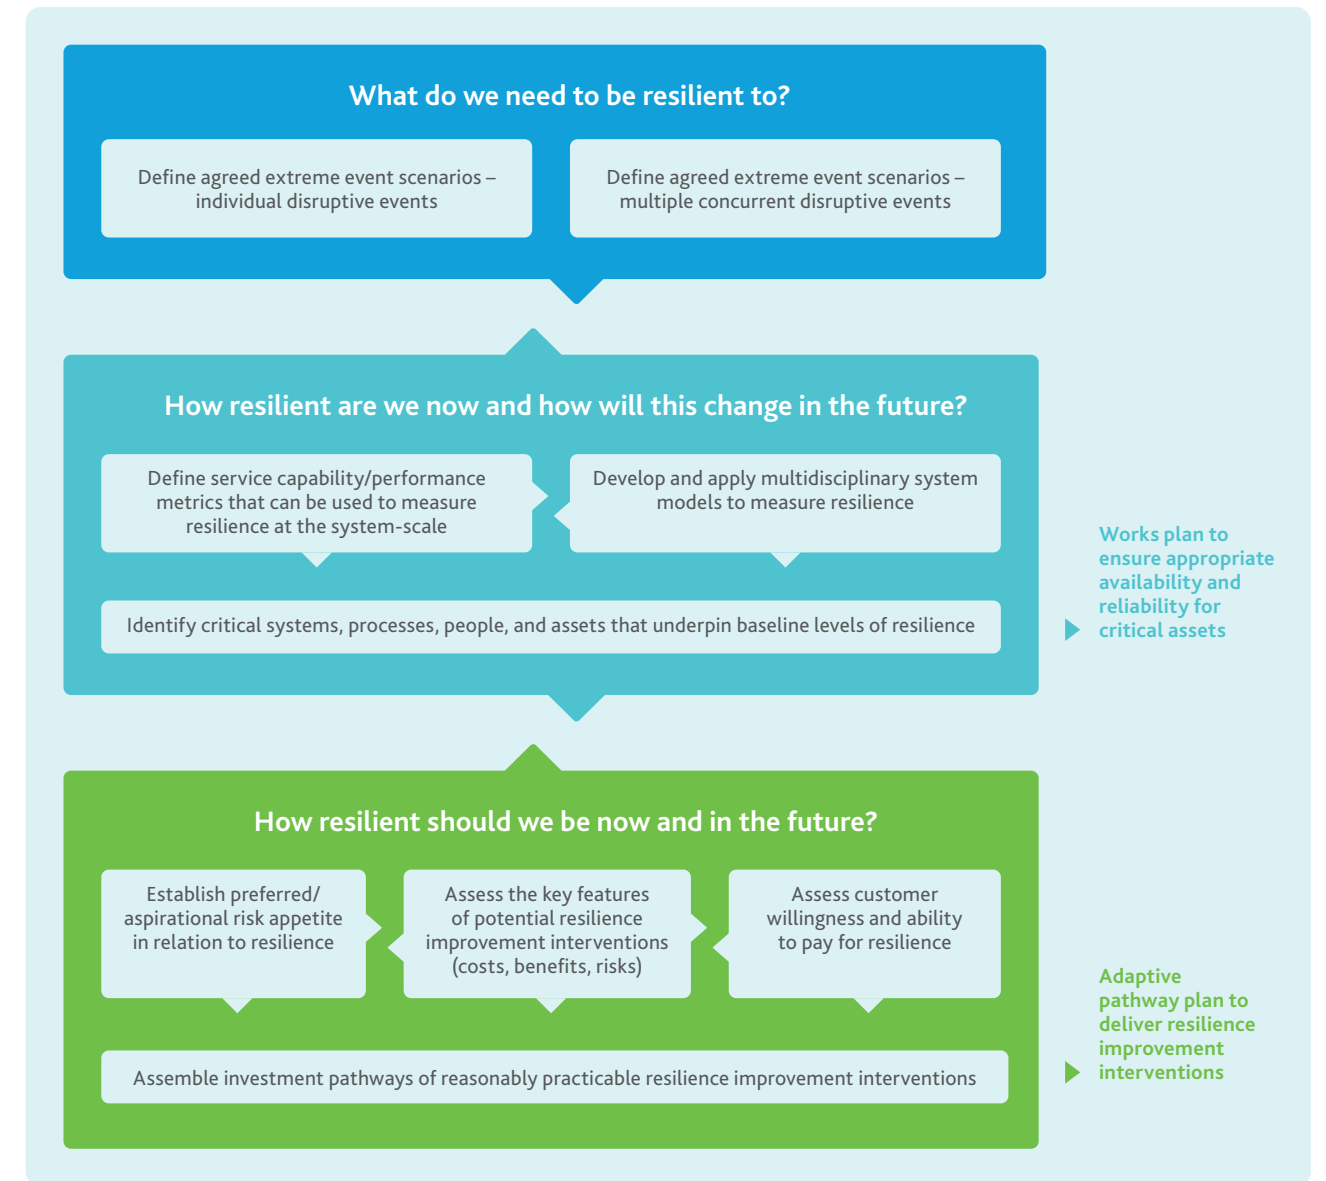 What do we need to be resilient to?
Define agreed extreme event scenarios –
individual disruptive events
Define agreed extreme event scenarios –
multiple concurrent disruptive events
How resilient are we now and how will this change in the future?
Define service capability/performance
metrics that can be used to measure
resilience at the system-scale
Develop and apply multidisciplinary system
models to measure resilience
Identify critical systems, processes, people, and assets that underpin baseline levels of resilience
Works plan to
ensure appropriate
availability and
reliability for
critical assets
How resilient should we be now and in the future?
Establish preferred/
aspirational risk appetite
in relation to resilience
Assess the key features
of potential resilience
improvement interventions
(costs, benefits, risks)
Assess customer
willingness and ability
to pay for resilience
Assemble investment pathways of reasonably practicable resilience improvement interventions
Adaptive
pathway plan to
deliver resilience
improvement
interventions